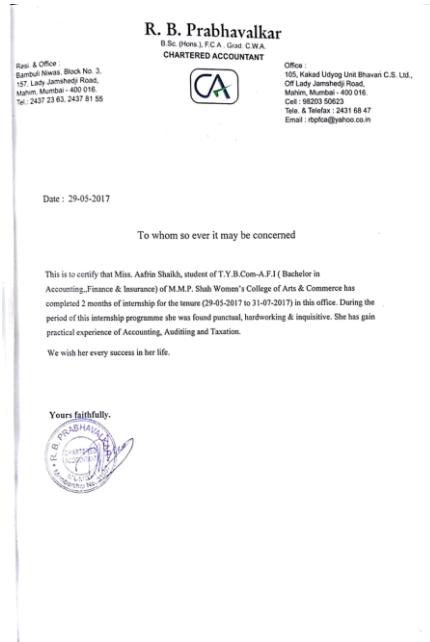 R. B. Prabhavalkar
B.Sc. (Hons.), F.C.A. Grad. C.W.A.
CHARTERED ACCOUNTANT
CA
Resi. & Office :
Bambuli Niwas, Block No. 3,
157, Lady Jamshedji Road,
Mahim, Mumbai - 400 016.
Tel.: 2437 23 63, 2437 81 55
Office :
105, Kakad Udyog Unit Bhavan C.S. Ltd.,
Off Lady Jamshedji Road,
Mahim, Mumbai - 400 016.
Cell : 98203 50623
Tele. & Telefax : 2431 68 47
Email : rbpfca@yahoo.co.in
Date : 29-05-2017
To whom so ever it may be concerned
This is to certify that Miss. Aafrin Shaikh, student of T.Y.B.Com-A.F.I ( Bachelor in
Accounting,,Finance & Insurance) of M.M.P. Shah Women's College of Arts & Commerce has
completed 2 months of internship for the tenure (29-05-2017 to 31-07-2017) in this office. During the
period of this internship programme she was found punctual, hardworking & inquisitive. She has gain
practical experience of Accounting, Auditiing and Taxation.
We wish her every success in her life.
Yours faithfully.
R. B. PRABHAVALKAR
CHARTERED
ACCOUNTANT
Membership No.